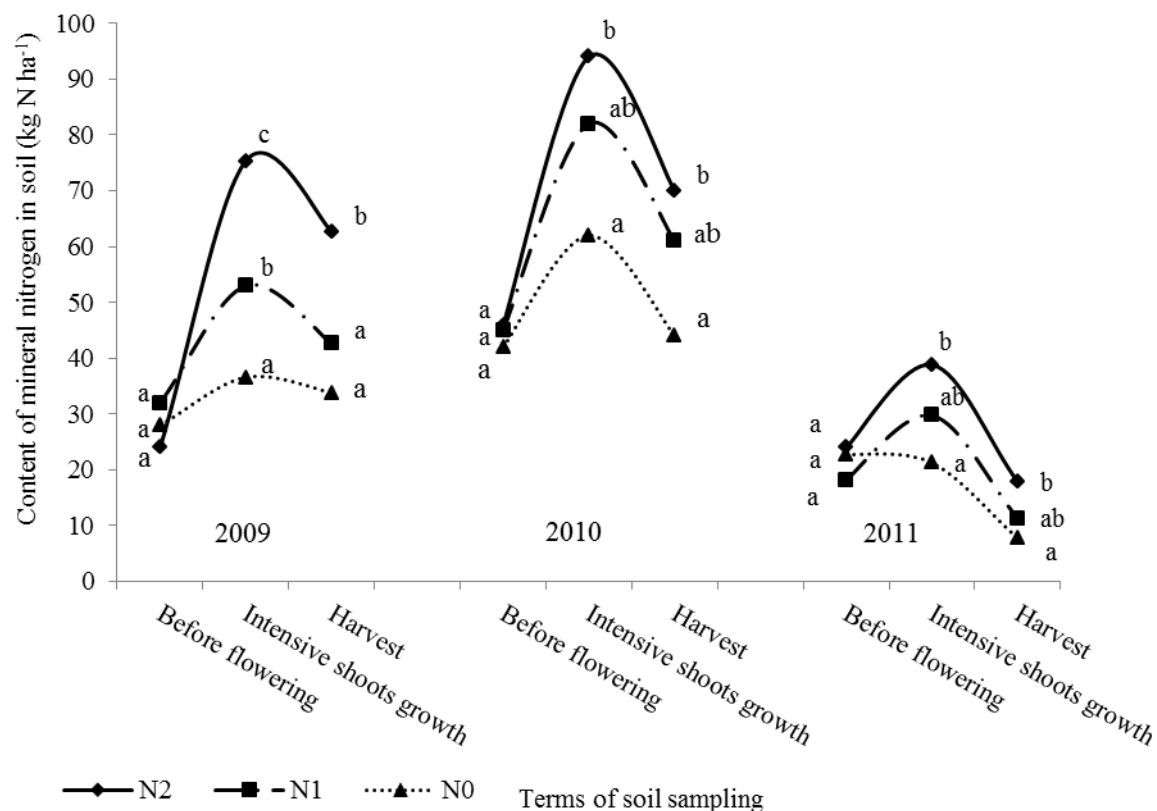 Content of mineral nitrogen in soil (kg N ha⁻¹)
100
90
80
70
60
50
40
30
20
10
0
c
b
b
a
a
a
a
a
a
b
ab
b
a
ab
a
a
a
a
b
ab
a
a
a
a
b
ab
a
2009
2010
2011
Before flowering
Intensive shoots growth
Harvest
Before flowering
Intensive shoots growth
Harvest
Before flowering
Intensive shoots growth
Harvest
N2 N1 N0
Terms of soil sampling